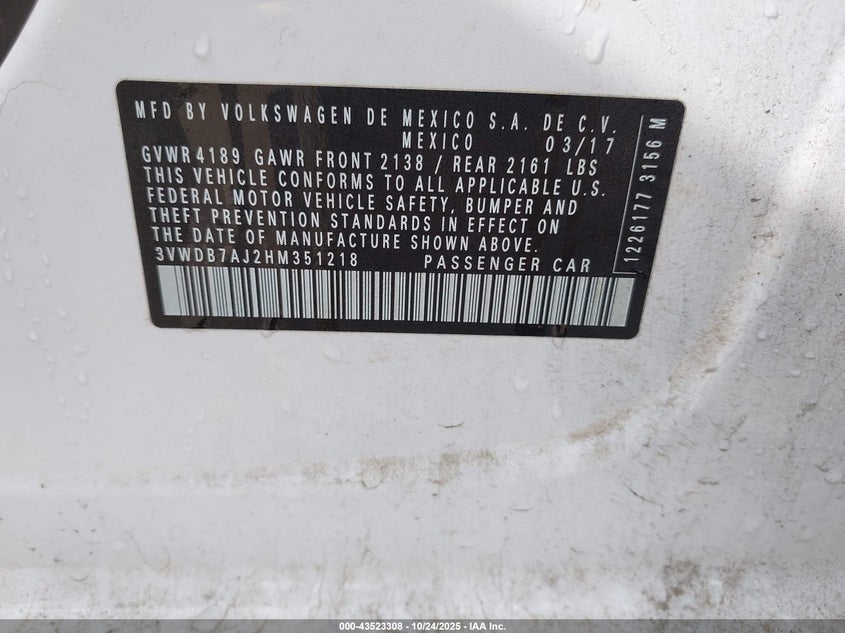 MFD BY VOLKSWAGEN DE MEXICO S.A. DE C.V.
MEXICO 03/17
GVWR 4189 GAWR FRONT 2138 / REAR 2161 LBS
THIS VEHICLE CONFORMS TO ALL APPLICABLE U.S.
FEDERAL MOTOR VEHICLE SAFETY, BUMPER AND
THEFT PREVENTION STANDARDS IN EFFECT ON
THE DATE OF MANUFACTURE SHOWN ABOVE.
3VWDB7AJ2HM351218 PASSENGER CAR
1226177 3156 M
000-43523308 - 10/24/2025 - IAA Inc.